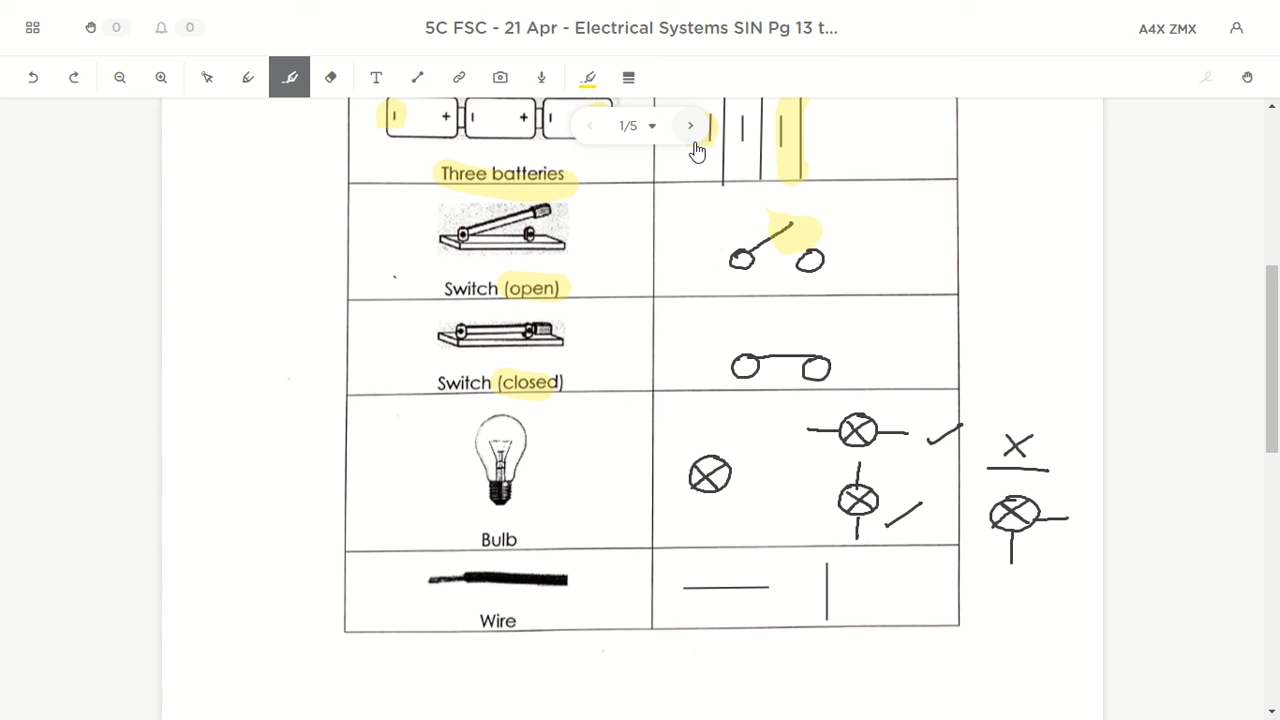 0
0
5C FSC - 21 Apr - Electrical Systems SIN Pg 13 t...
A4X ZMX
T
1/5
+
+
Three batteries
Switch (open)
Switch (closed)
Bulb
Wire